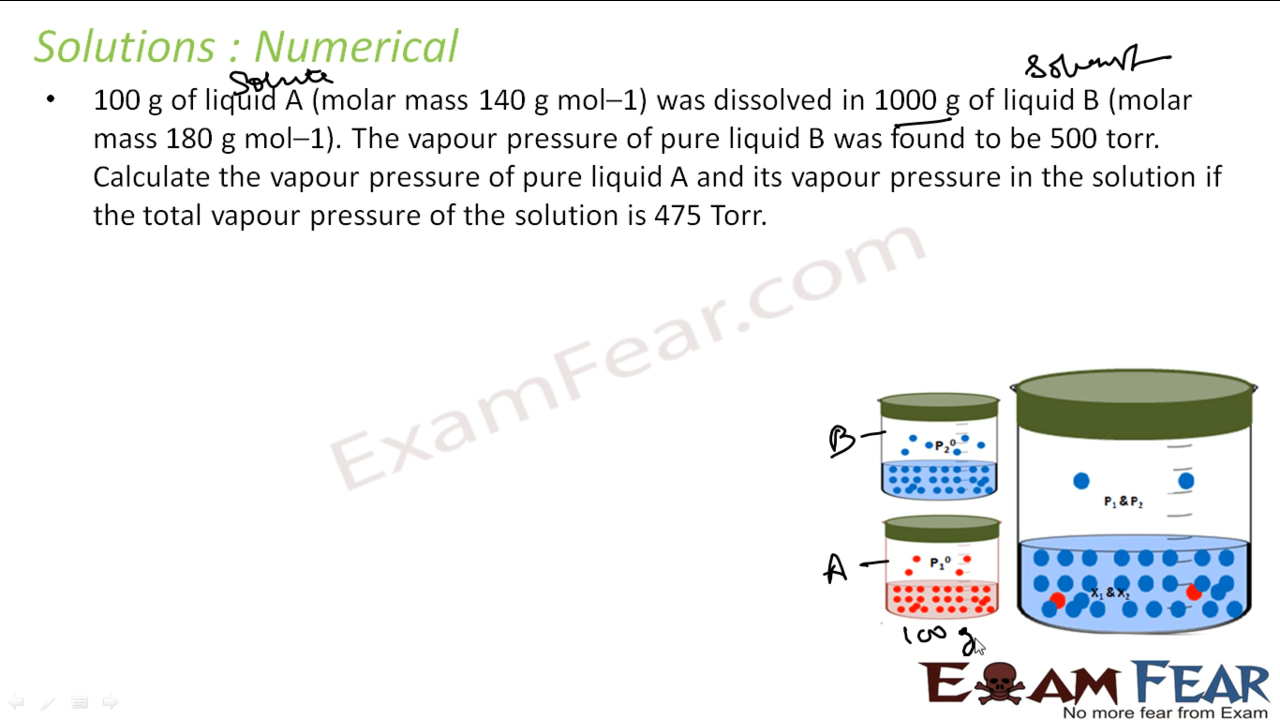 Solutions : Numerical
Solute
Solvent
• 100 g of liquid A (molar mass 140 g mol–1) was dissolved in 1000 g of liquid B (molar
mass 180 g mol–1). The vapour pressure of pure liquid B was found to be 500 torr.
Calculate the vapour pressure of pure liquid A and its vapour pressure in the solution if
the total vapour pressure of the solution is 475 Torr.
ExamFear.com
B
P₂⁰
P₁ & P₂
A
P₁⁰
X₁ & X₂
100 g
EXAM FEAR
No more fear from Exam